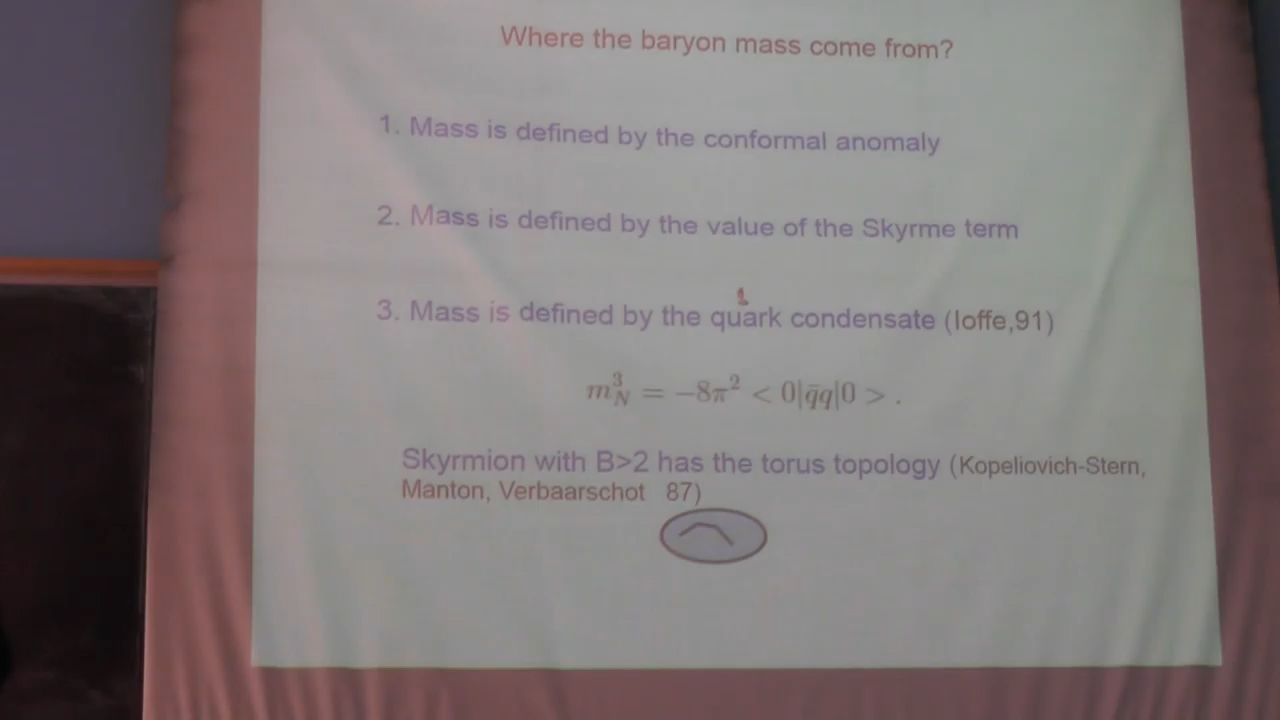 Where the baryon mass come from?
1. Mass is defined by the conformal anomaly
2. Mass is defined by the value of the Skyrme term
3. Mass is defined by the quark condensate (Ioffe,91)
m_N^3 = −8π^2 < 0|q̄q|0 > .
Skyrmion with B>2 has the torus topology (Kopeliovich-Stern,
Manton, Verbaarschot 87)